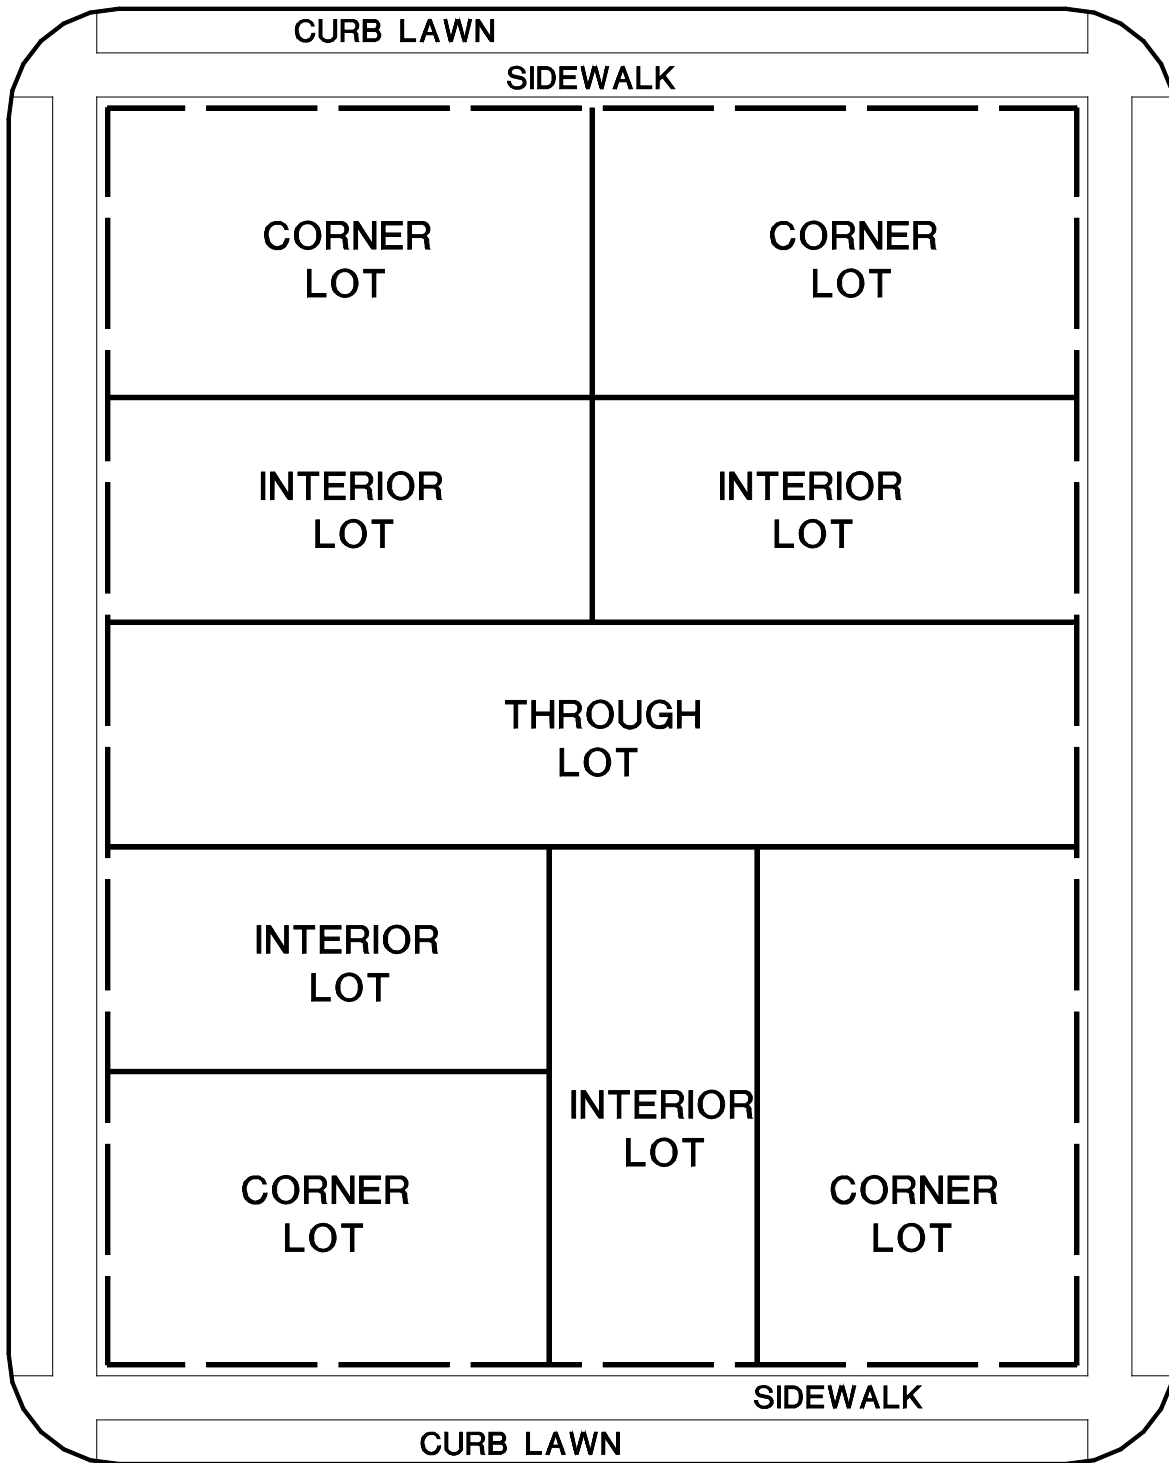 CURB LAWN
SIDEWALK
CORNER
LOT
CORNER
LOT
INTERIOR
LOT
INTERIOR
LOT
THROUGH
LOT
INTERIOR
LOT
INTERIOR
LOT
CORNER
LOT
CORNER
LOT
SIDEWALK
CURB LAWN